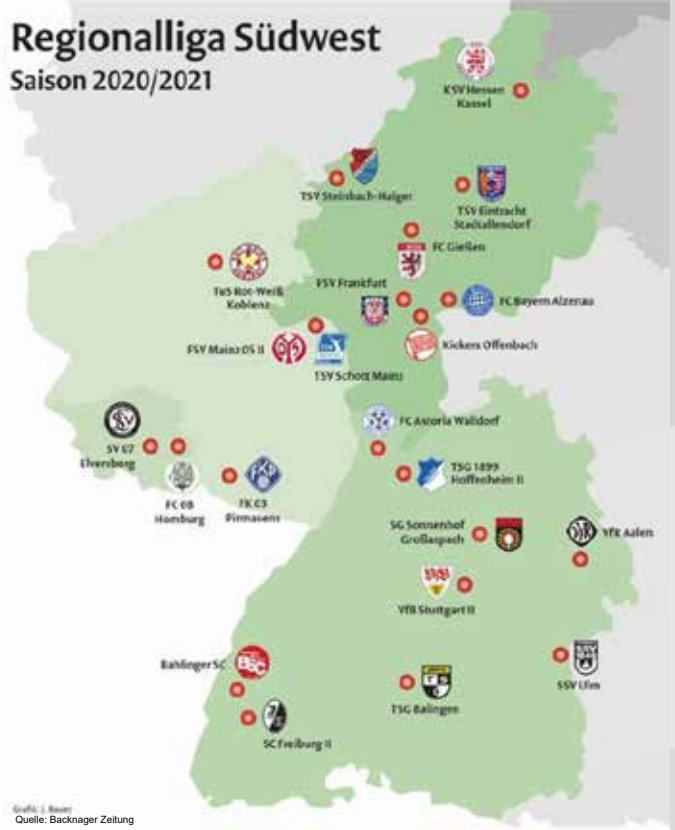 Regionalliga Südwest
Saison 2020/2021
KSV Hessen
Kassel
TSV Steinbach-Haiger
TSV Eintracht
Stadtallendorf
FC Gießen
TuS Rot-Weiß
Koblenz
FSV Frankfurt
FC Bayern Alzenau
FSV Mainz 05 II
Kickers Offenbach
TSV Schott Mainz
FC Astoria Walldorf
SV 07
Elversberg
TSG 1899
Hoffenheim II
FC 08
Homburg
FK 03
Pirmasens
SG Sonnenhof
Großaspach
VfR Aalen
VfB Stuttgart II
Bahlinger SC
BSC
SSV Ulm
TSG Balingen
SC Freiburg II
Grafik: J. Bauer
Quelle: Backnager Zeitung